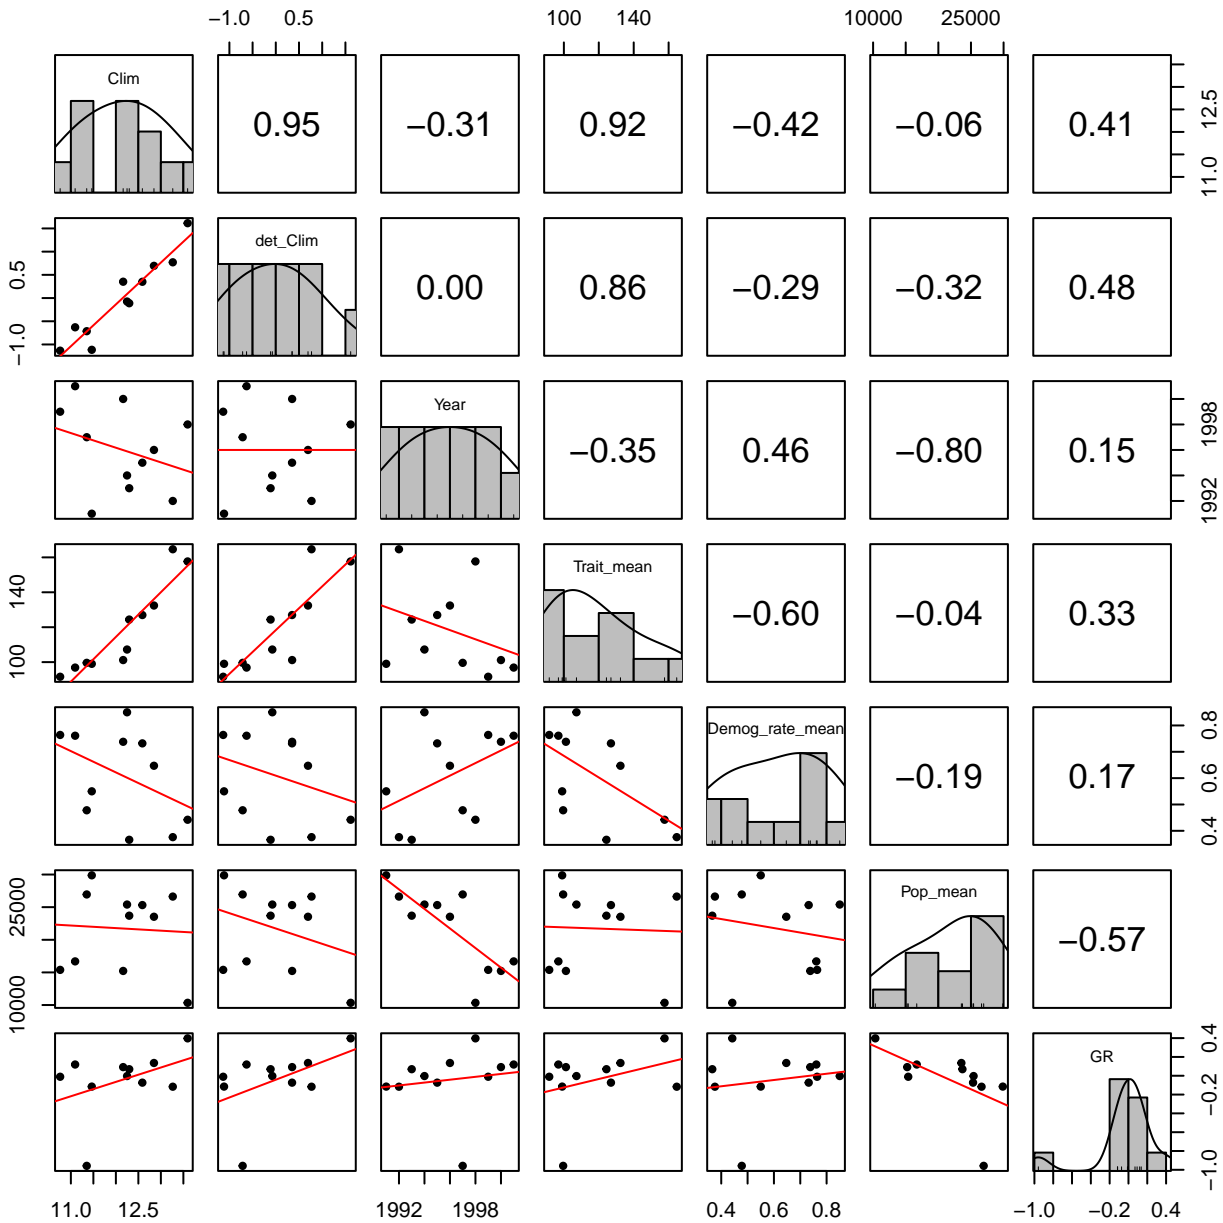 −1.0 0.5 100 140 10000 25000
Clim 0.95 −0.31 0.92 −0.42 −0.06 0.41 11.0 12.5
−1.0 0.5 det_Clim 0.00 0.86 −0.29 −0.32 0.48
Year −0.35 0.46 −0.80 0.15 1992 1998
100 140 Trait_mean −0.60 −0.04 0.33
Demog_rate_mean −0.19 0.17 0.4 0.6 0.8
10000 25000 Pop_mean −0.57
GR −1.0 −0.2 0.4
11.0 12.5 1992 1998 0.4 0.6 0.8 −1.0 −0.2 0.4